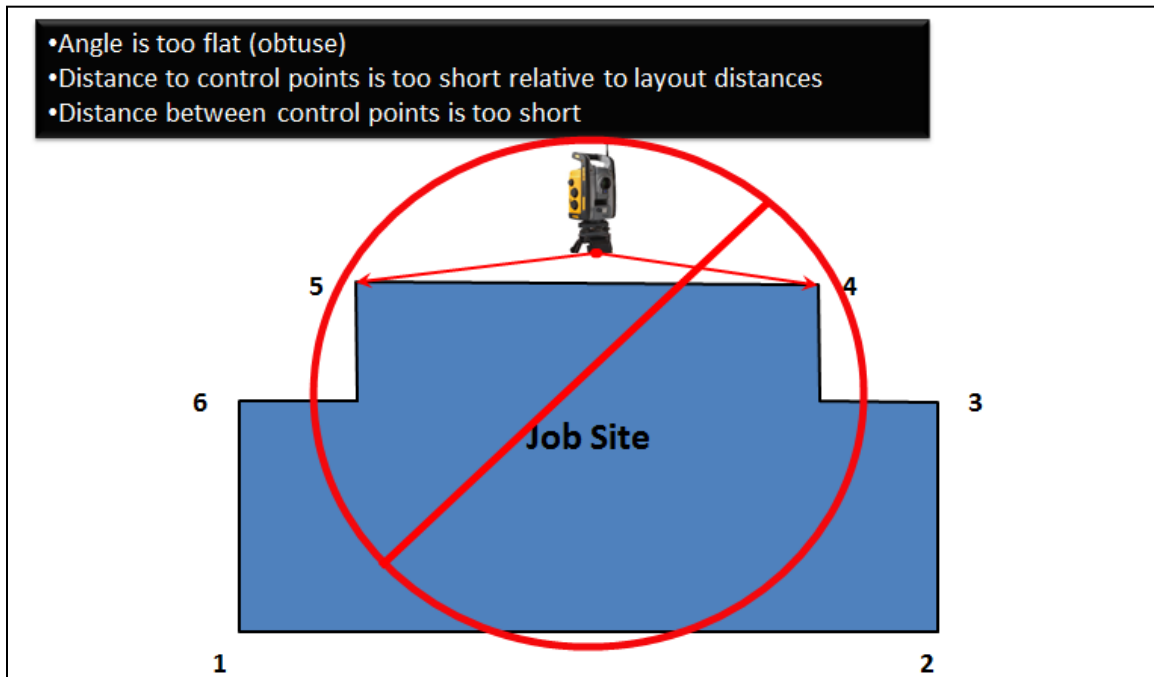 •Angle is too flat (obtuse)
•Distance to control points is too short relative to layout distances
•Distance between control points is too short
5
4
6
3
Job Site
1
2